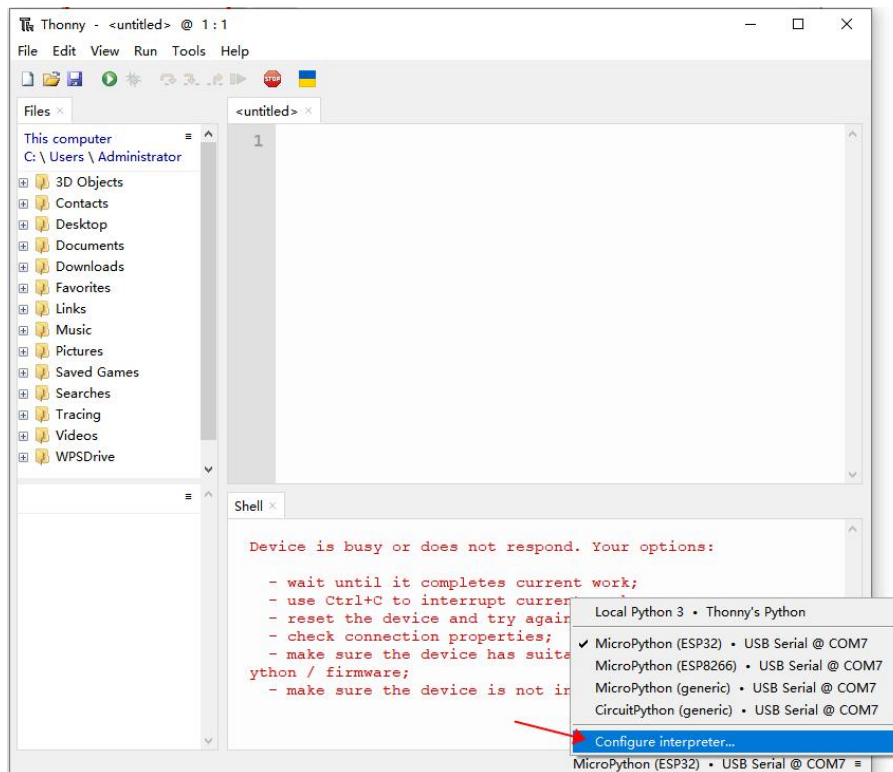 Thonny - <untitled> @ 1:1
File Edit View Run Tools Help
STOP
Files ×
This computer
C: \ Users \ Administrator
3D Objects
Contacts
Desktop
Documents
Downloads
Favorites
Links
Music
Pictures
Saved Games
Searches
Tracing
Videos
WPSDrive
<untitled> ×
1
Shell ×
Device is busy or does not respond. Your options:
- wait until it completes current work;
- use Ctrl+C to interrupt current
- reset the device and try again
- check connection properties;
- make sure the device has
ython / firmware;
- make sure the device is not
Local Python 3 • Thonny's Python
✓ MicroPython (ESP32) • USB Serial @ COM7
MicroPython (ESP8266) • USB Serial @ COM7
MicroPython (generic) • USB Serial @ COM7
CircuitPython (generic) • USB Serial @ COM7
Configure interpreter...
MicroPython (ESP32) • USB Serial @ COM7 ≡